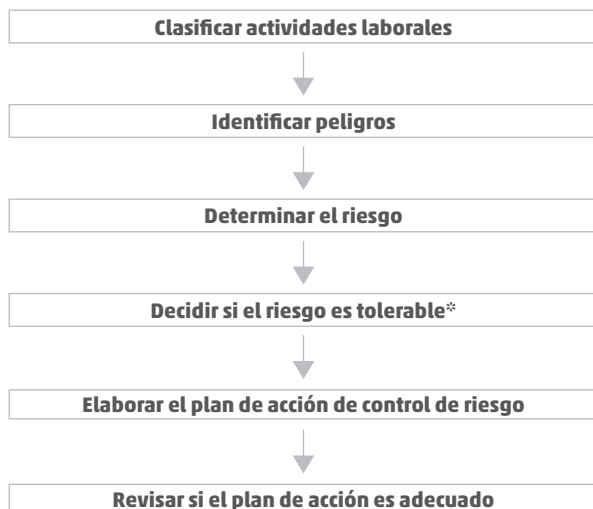 Clasificar actividades laborales
Identificar peligros
Determinar el riesgo
Decidir si el riesgo es tolerable*
Elaborar el plan de acción de control de riesgo
Revisar si el plan de acción es adecuado